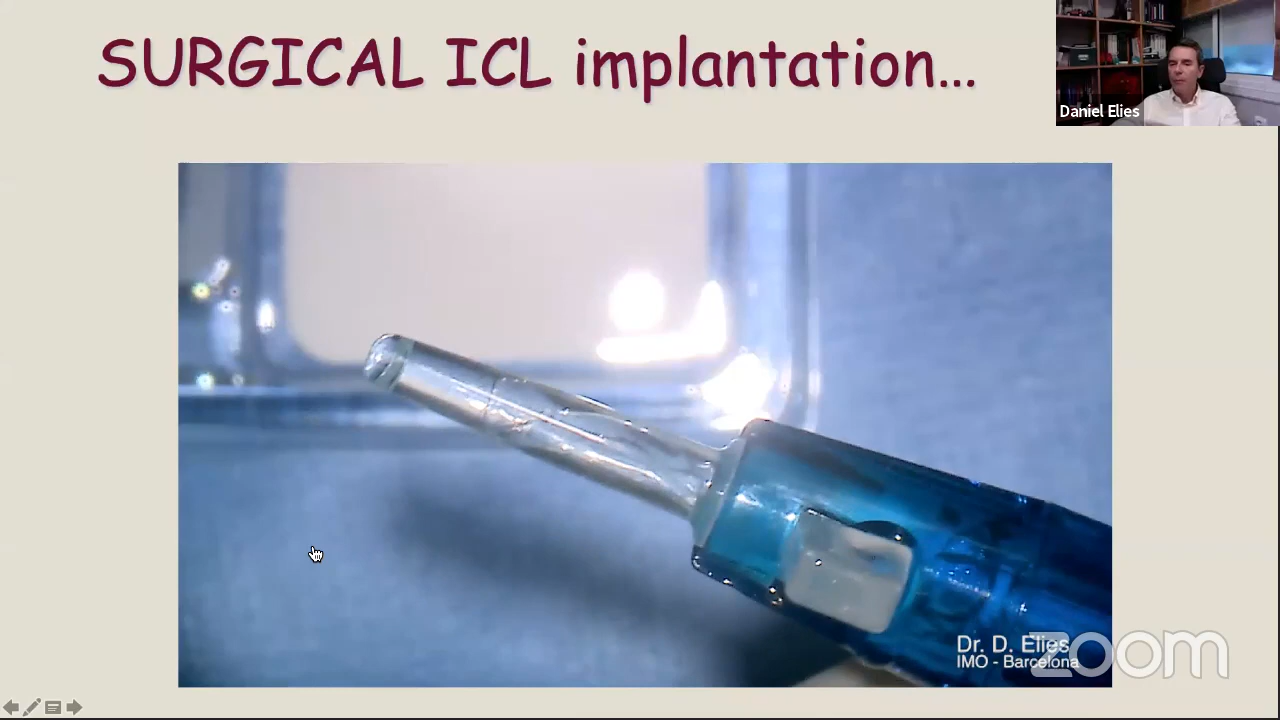 SURGICAL ICL implantation...
Daniel Elies
Dr. D. Elies
IMO - Barcelona
zoom